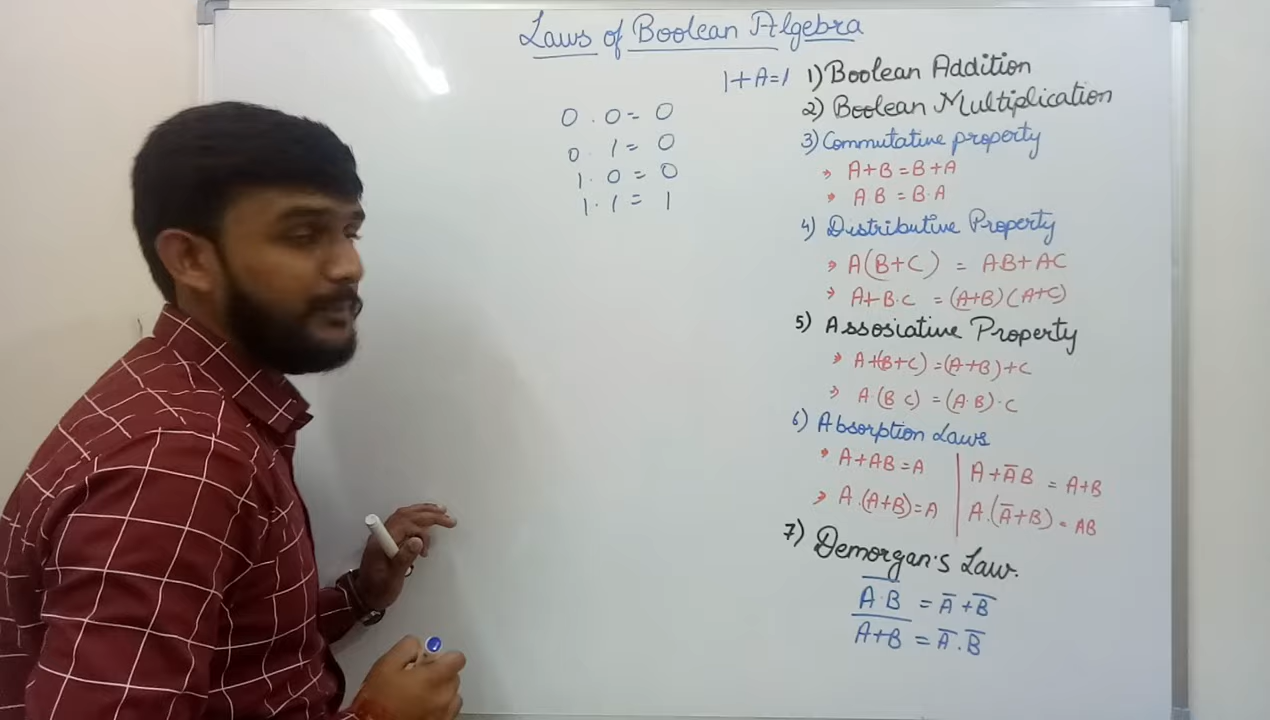 Laws of Boolean Algebra
1+A=1
0 . 0 = 0
0 . 1 = 0
1 . 0 = 0
1 . 1 = 1
1) Boolean Addition
2) Boolean Multiplication
3) Commutative property
→ A+B = B+A
→ A.B = B.A
4) Distributive Property
→ A(B+C) = AB+AC
→ A+B.C = (A+B)(A+C)
5) Assosiative Property
→ A+(B+C) = (A+B)+C
→ A.(B C) = (A.B).C
6) Absorption Laws
→ A+AB=A | A+A̅B = A+B
→ A.(A+B)=A | A.(A̅+B) = AB
7) Demorgan's Law.
A̅.̅B̅ = A̅+B̅
A̅+̅B̅ = A̅.B̅